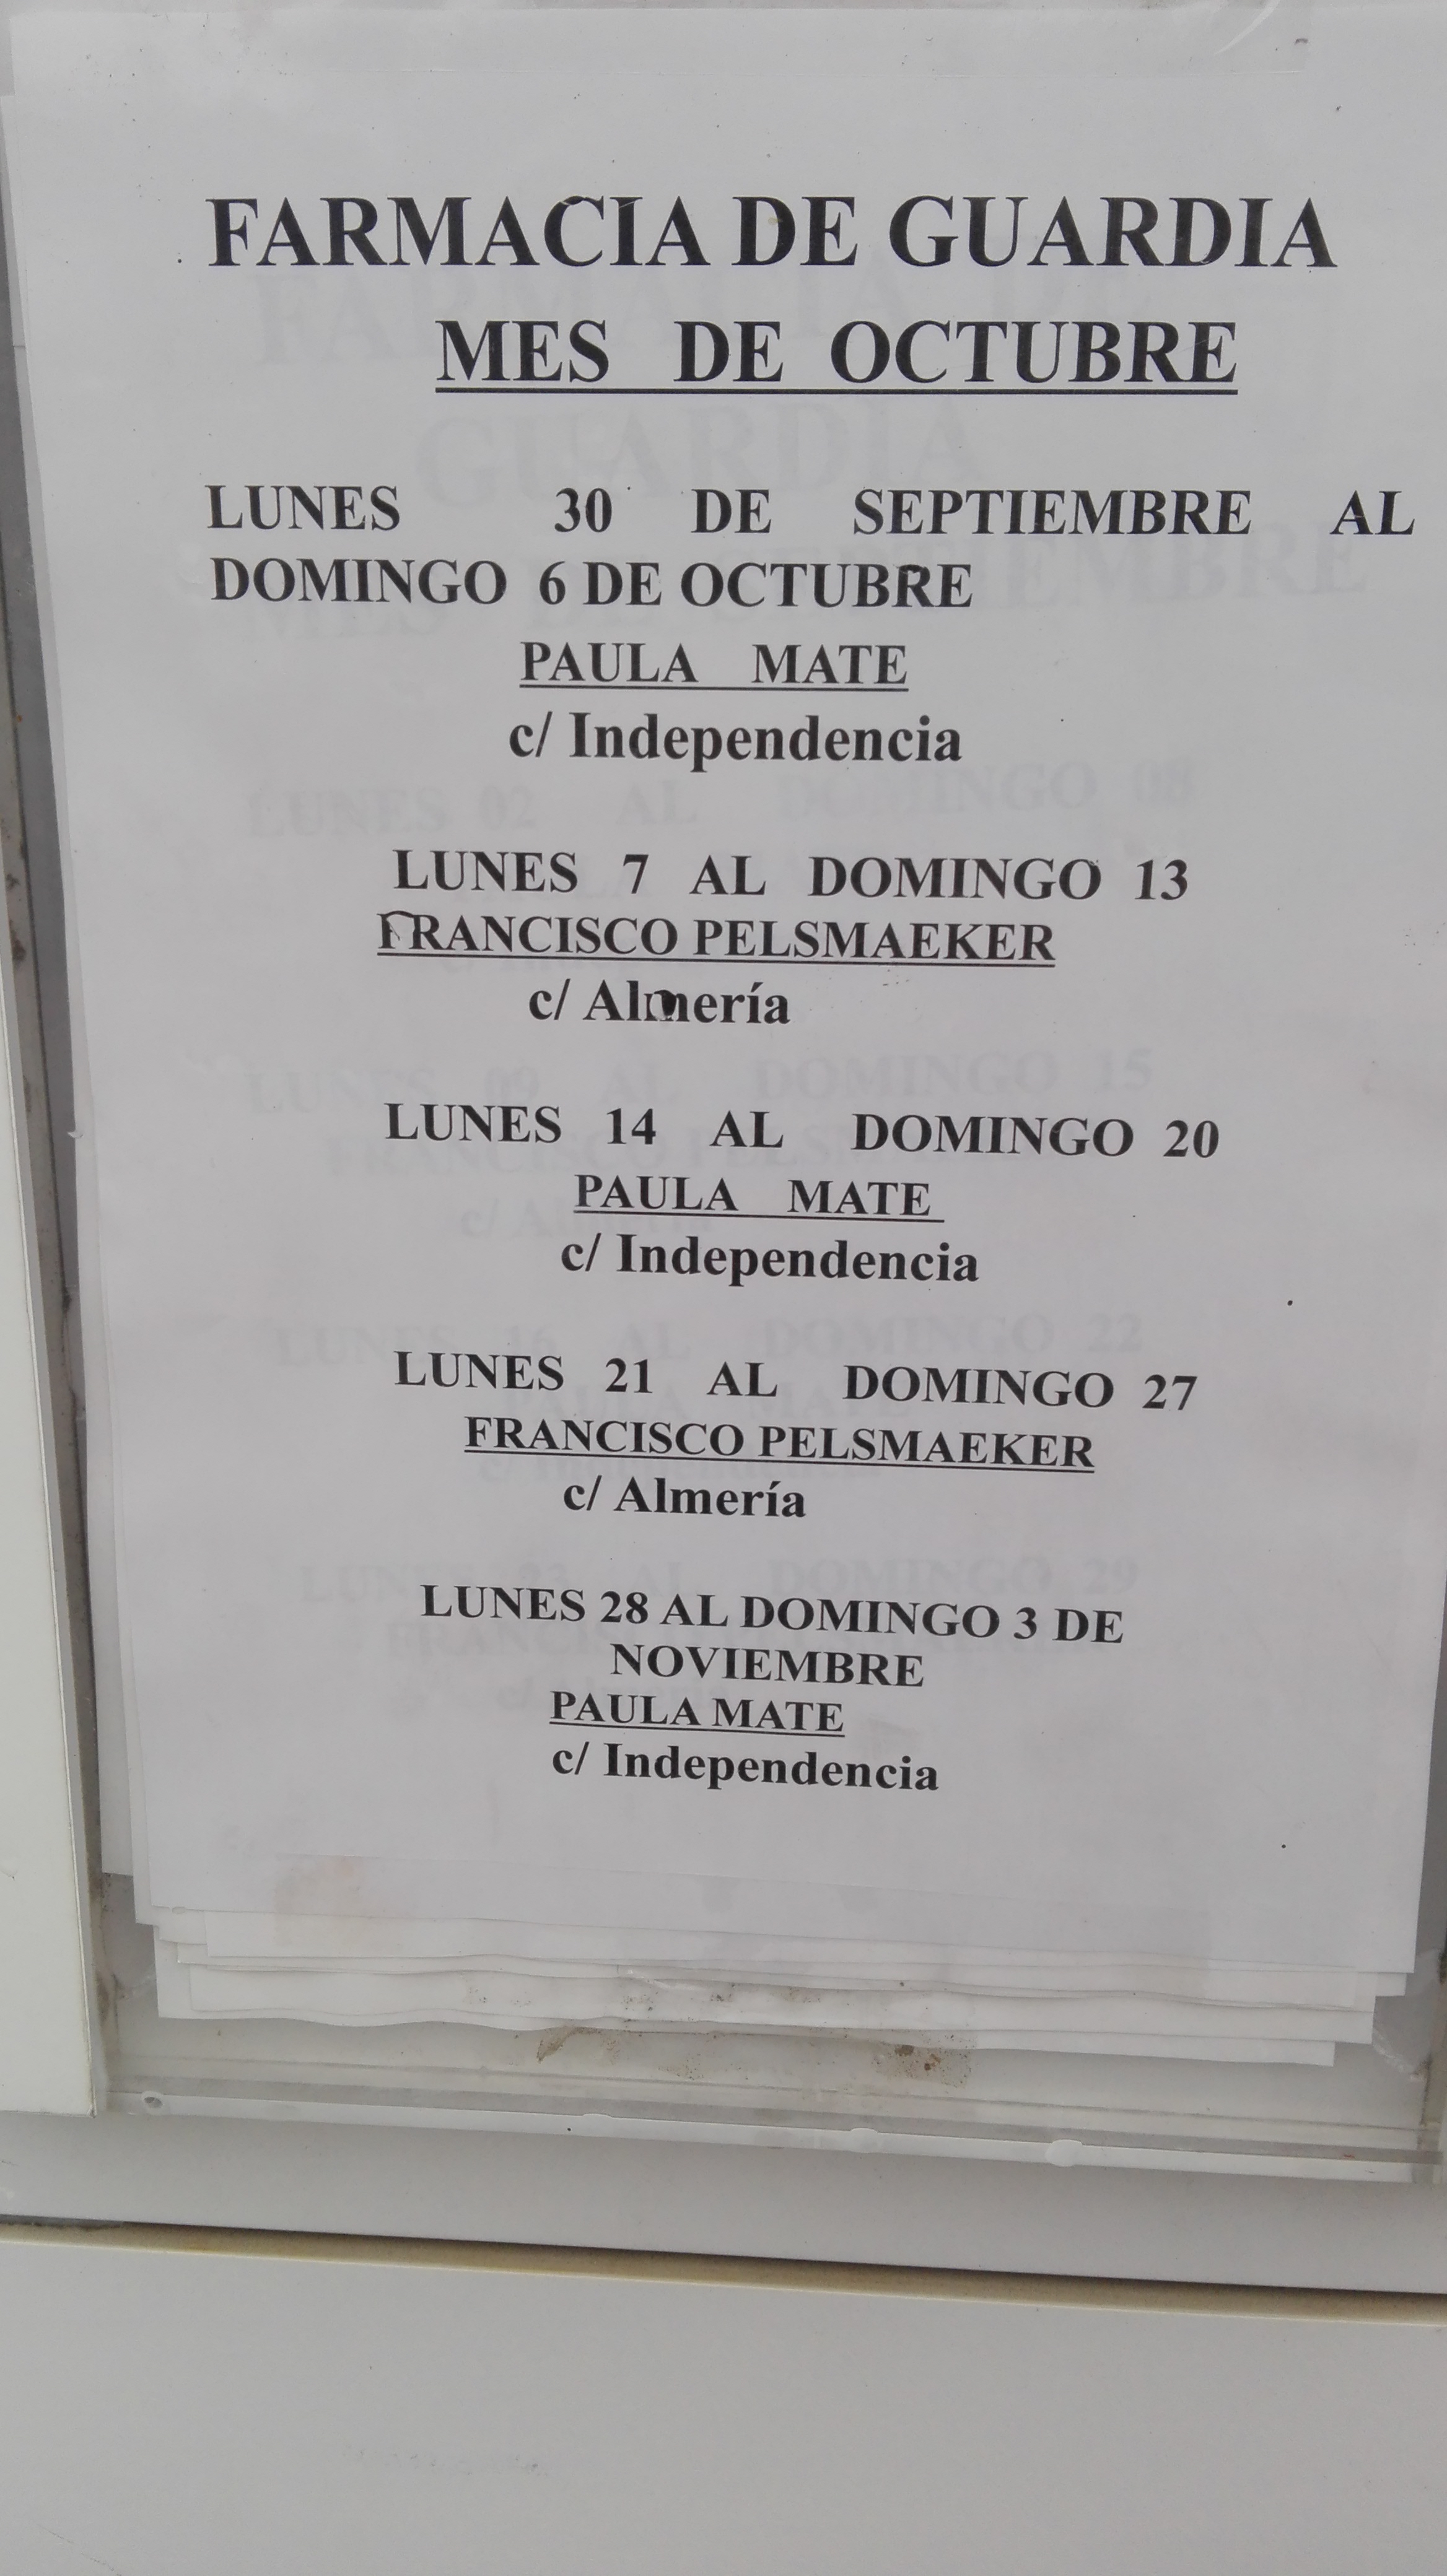 FARMACIA DE GUARDIA
MES DE OCTUBRE
LUNES 30 DE SEPTIEMBRE AL
DOMINGO 6 DE OCTUBRE
PAULA MATE
c/ Independencia
LUNES 7 AL DOMINGO 13
FRANCISCO PELSMAEKER
c/ Almería
LUNES 14 AL DOMINGO 20
PAULA MATE
c/ Independencia
LUNES 21 AL DOMINGO 27
FRANCISCO PELSMAEKER
c/ Almería
LUNES 28 AL DOMINGO 3 DE
NOVIEMBRE
PAULA MATE
c/ Independencia